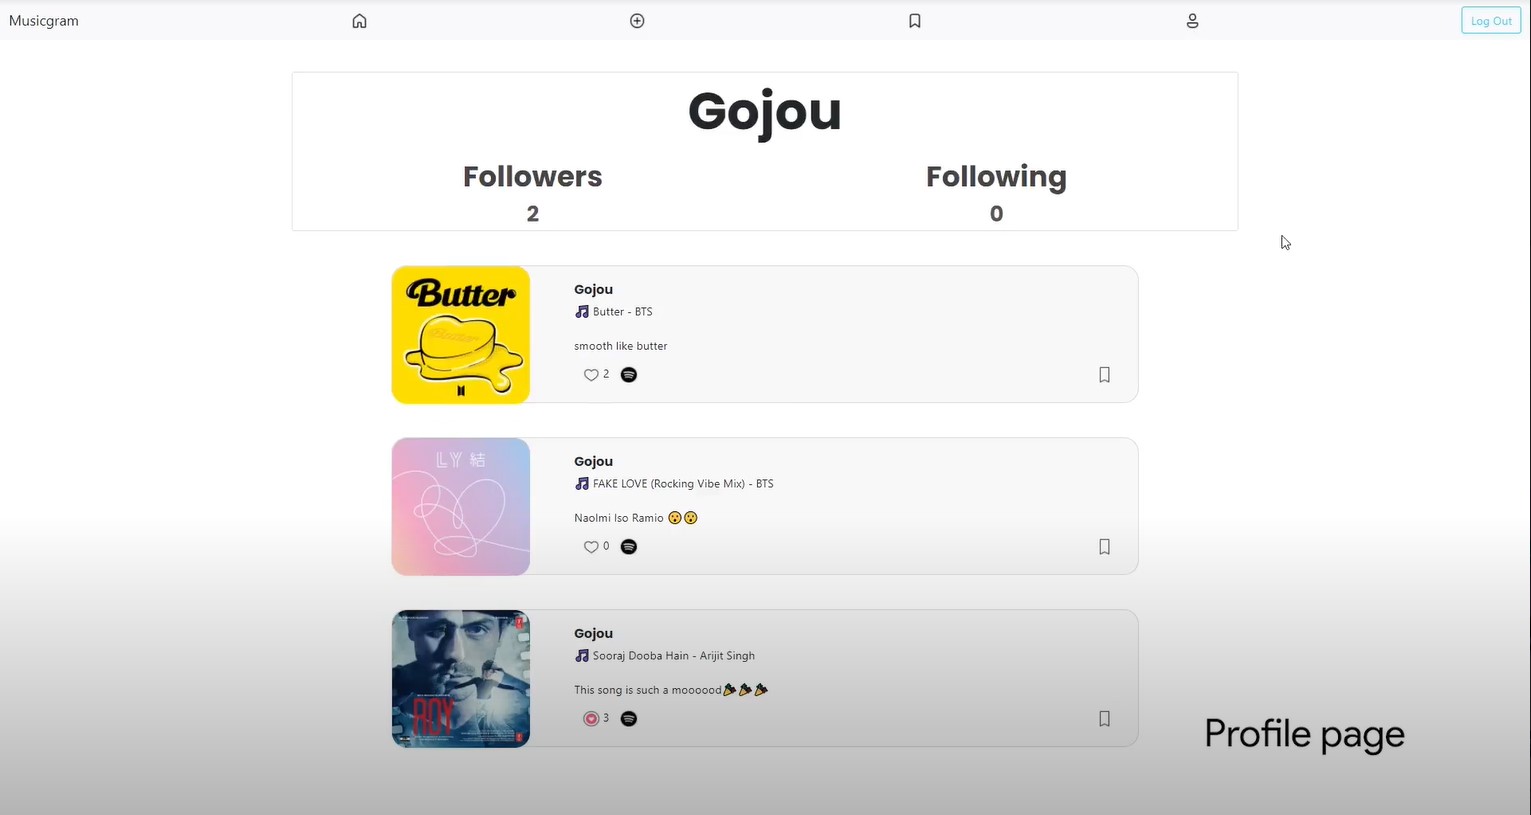 Musicgram
Log Out
Gojou
Followers
Following
2
0
Butter
Gojou
🎵 Butter - BTS
smooth like butter
2
LY 結
Gojou
🎵 FAKE LOVE (Rocking Vibe Mix) - BTS
Naolmi Iso Ramio 😯😯
0
ROY
Gojou
🎵 Sooraj Dooba Hain - Arijit Singh
This song is such a moooood🎉🎉🎉
3
Profile page